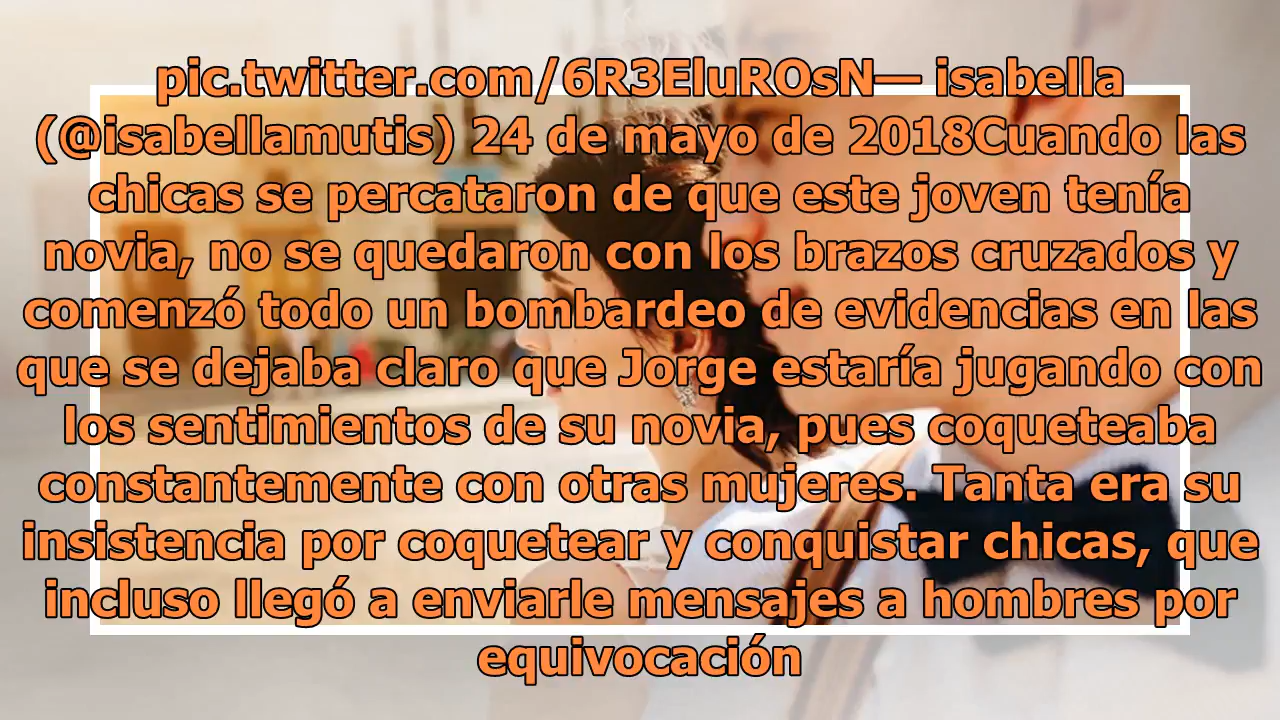 pic.twitter.com/6R3EluROsN— isabella
(@isabellamutis) 24 de mayo de 2018Cuando las
chicas se percataron de que este joven tenía
novia, no se quedaron con los brazos cruzados y
comenzó todo un bombardeo de evidencias en las
que se dejaba claro que Jorge estaría jugando con
los sentimientos de su novia, pues coqueteaba
constantemente con otras mujeres. Tanta era su
insistencia por coquetear y conquistar chicas, que
incluso llegó a enviarle mensajes a hombres por
equivocación